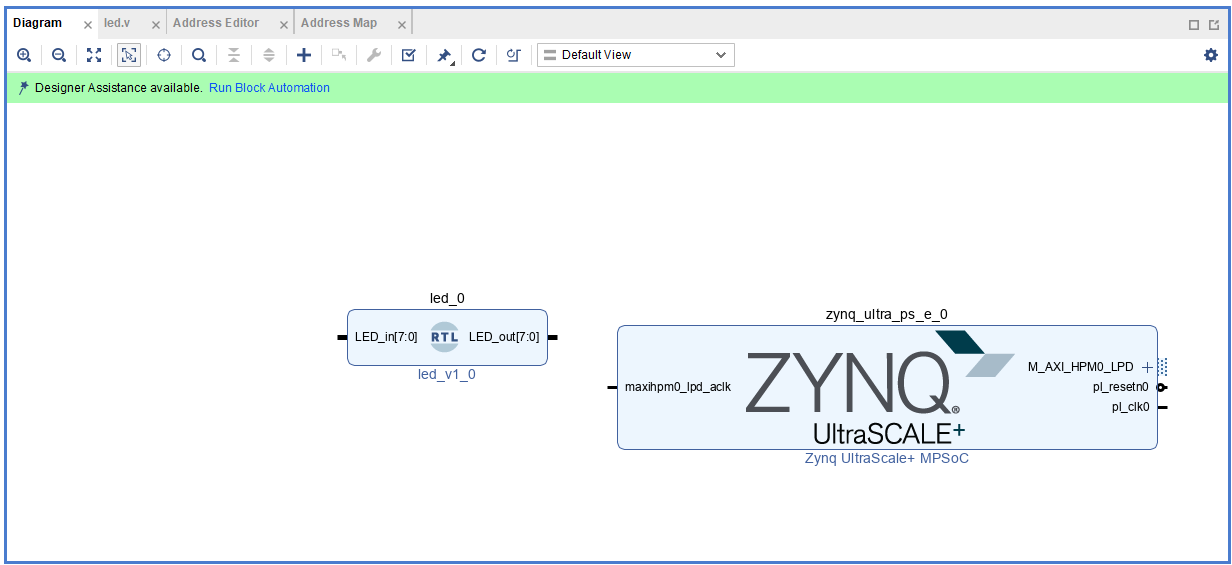 Diagram led.v Address Editor Address Map
Default View
Designer Assistance available. Run Block Automation
led_0
LED_in[7:0] RTL LED_out[7:0]
led_v1_0
zynq_ultra_ps_e_0
maxihpm0_lpd_aclk
ZYNQ®
UltraSCALE+
M_AXI_HPM0_LPD
pl_resetn0
pl_clk0
Zynq UltraScale+ MPSoC